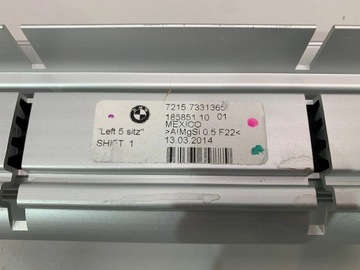 7215 7331365
185851 10 01
MEXICO
>AlMgSi 0.5 F22<
13.03.2014
"Left 5 sitz"
SHIFT 1